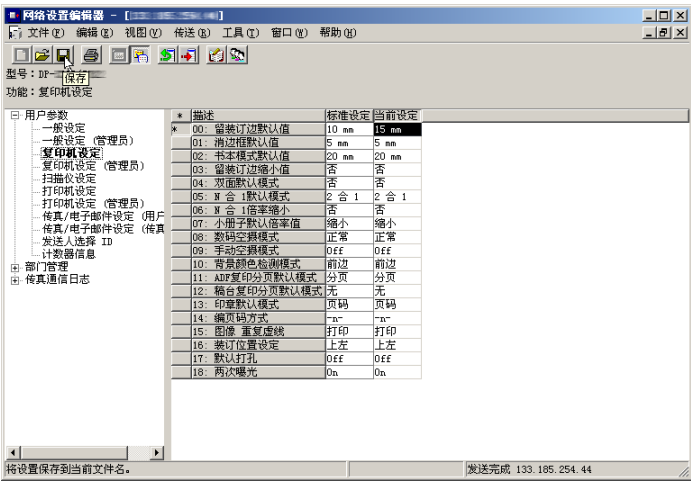 网络设置编辑器 - [
文件(F) 编辑(E) 视图(V) 传送(R) 工具(T) 窗口(W) 帮助(H)
型号：DP-
保存
功能：复印机设定
用户参数
一般设定
一般设定 (管理员)
复印机设定
复印机设定 (管理员)
扫描仪设定
打印机设定
打印机设定 (管理员)
传真/电子邮件设定 (用户
传真/电子邮件设定 (传真
发送人选择 ID
计数器信息
部门管理
传真通信日志
* 描述 标准设定 当前设定
* 00: 留装订边默认值 10 mm 15 mm
01: 消边框默认值 5 mm 5 mm
02: 书本模式默认值 20 mm 20 mm
03: 留装订边缩小值 否 否
04: 双面默认模式 否 否
05: N 合 1默认模式 2 合 1 2 合 1
06: N 合 1倍率缩小 否 否
07: 小册子默认倍率值 缩小 缩小
08: 数码空摄模式 正常 正常
09: 手动空摄模式 Off Off
10: 背景颜色检测模式 前边 前边
11: ADF复印分页默认模式 分页 分页
12: 稿台复印分页默认模式 无 无
13: 印章默认模式 页码 页码
14: 编页码方式 -n- -n-
15: 图像 重复虚线 打印 打印
16: 装订位置设定 上左 上左
17: 默认打孔 Off Off
18: 两次曝光 On On
将设置保存到当前文件名。 发送完成 133.185.254.44